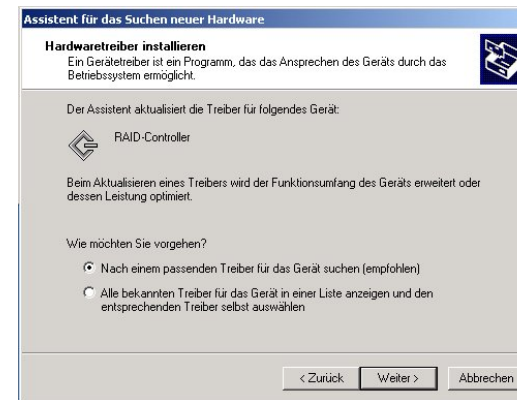 Assistent für das Suchen neuer Hardware
Hardwaretreiber installieren
Ein Gerätetreiber ist ein Programm, das das Ansprechen des Geräts durch das
Betriebssystem ermöglicht.
Der Assistent aktualisiert die Treiber für folgendes Gerät:
RAID-Controller
Beim Aktualisieren eines Treibers wird der Funktionsumfang des Geräts erweitert oder
dessen Leistung optimiert.
Wie möchten Sie vorgehen?
Nach einem passenden Treiber für das Gerät suchen (empfohlen)
Alle bekannten Treiber für das Gerät in einer Liste anzeigen und den
entsprechenden Treiber selbst auswählen
< Zurück Weiter > Abbrechen